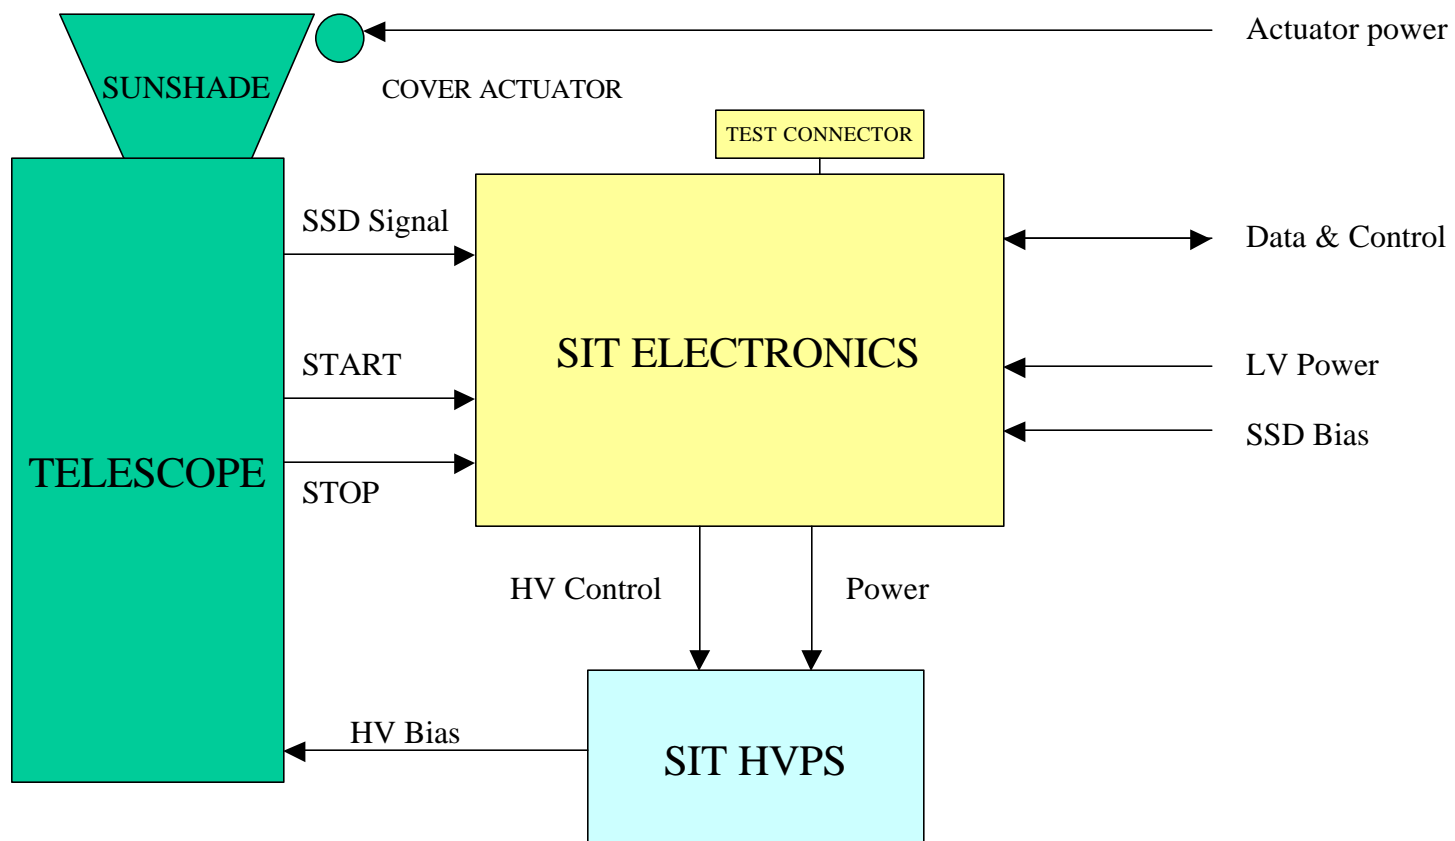 Actuator power
SUNSHADE
COVER ACTUATOR
TEST CONNECTOR
SSD Signal
Data & Control
START
SIT ELECTRONICS
LV Power
SSD Bias
TELESCOPE
STOP
HV Control
Power
HV Bias
SIT HVPS